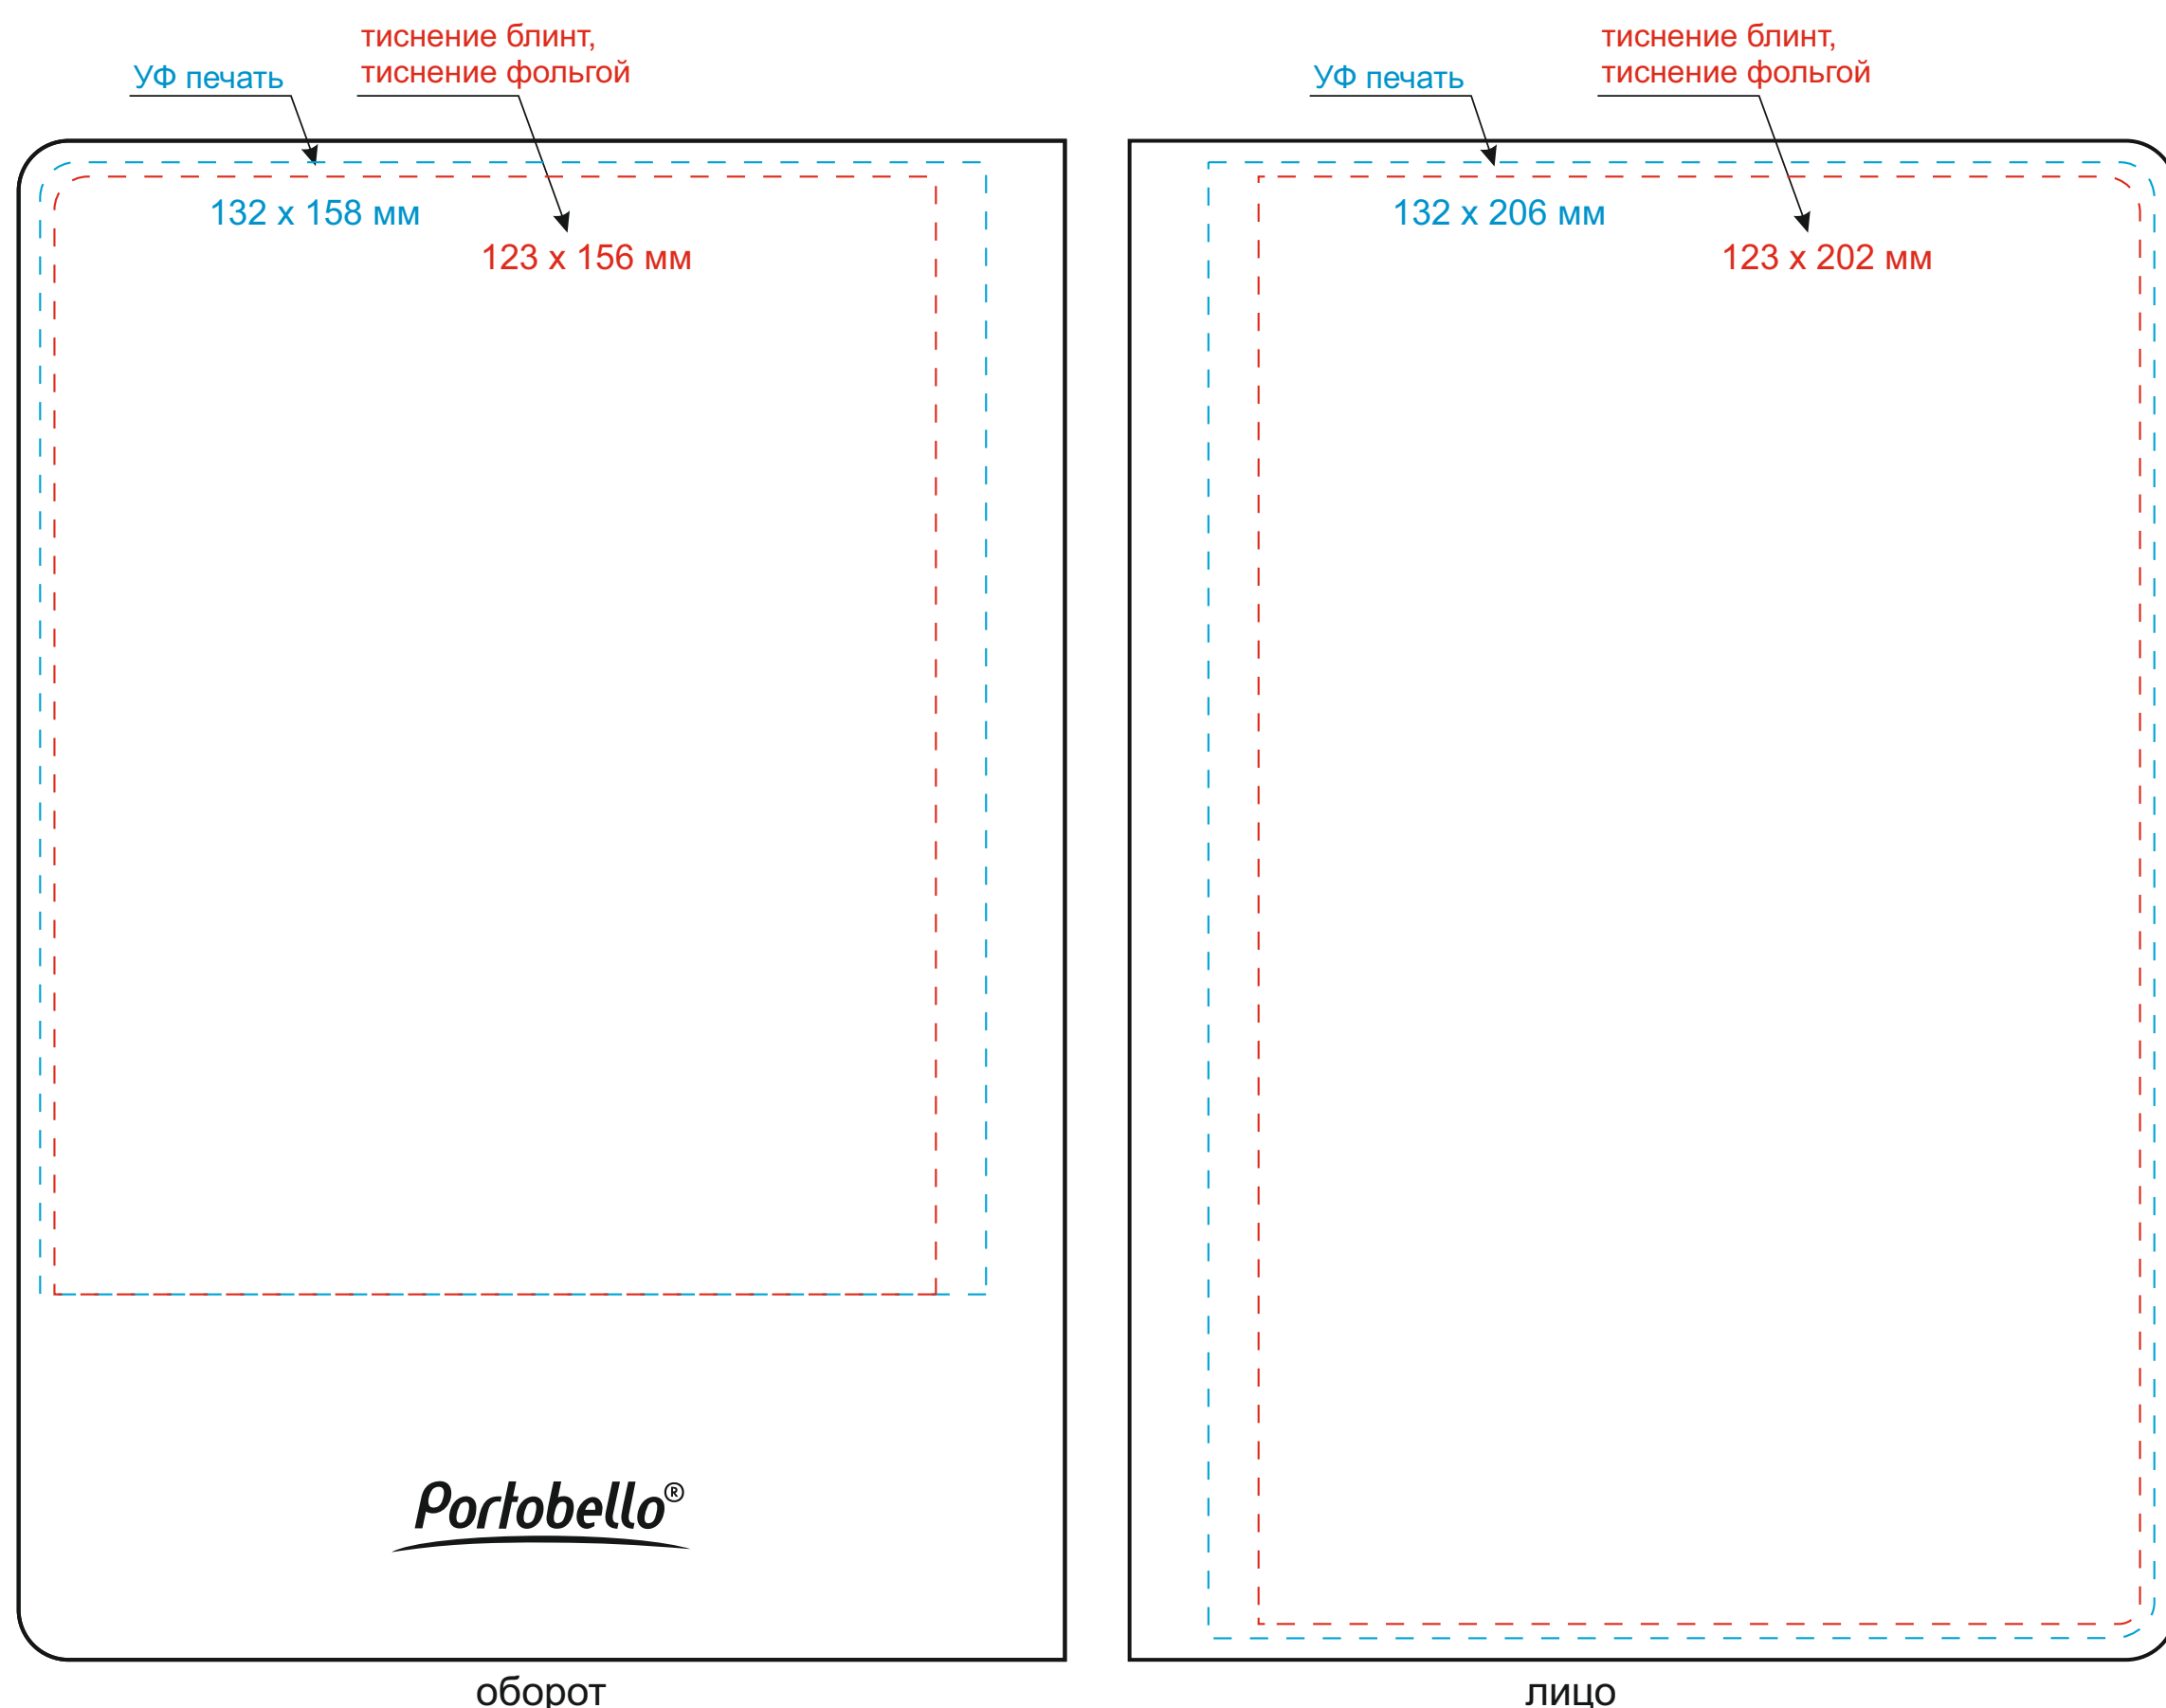 тиснение блинт,
тиснение фольгой
УФ печать
132 х 158 мм
123 х 156 мм
Portobello®
оборот
тиснение блинт,
тиснение фольгой
УФ печать
132 х 206 мм
123 х 202 мм
лицо